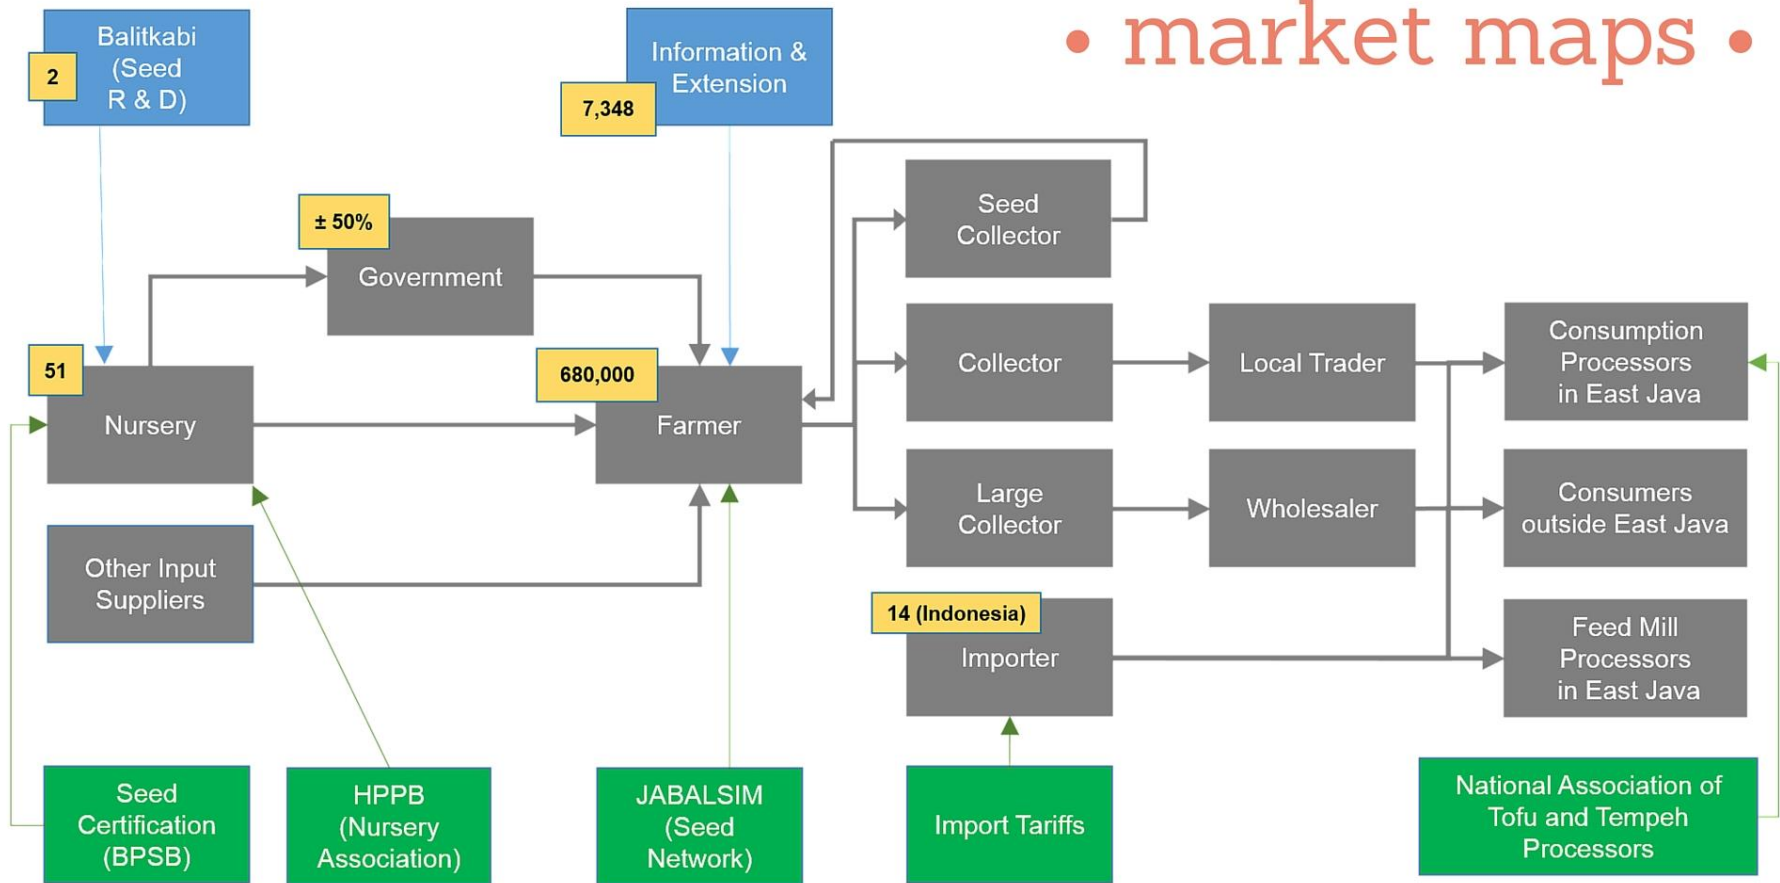 • market maps •
Balitkabi
(Seed
R & D)
2
Information &
Extension
7,348
± 50%
Government
Seed
Collector
51
Nursery
680,000
Farmer
Collector
Local Trader
Consumption
Processors
in East Java
Large
Collector
Wholesaler
Consumers
outside East Java
Other Input
Suppliers
14 (Indonesia)
Importer
Feed Mill
Processors
in East Java
Seed
Certification
(BPSB)
HPPB
(Nursery
Association)
JABALSIM
(Seed
Network)
Import Tariffs
National Association of
Tofu and Tempeh
Processors